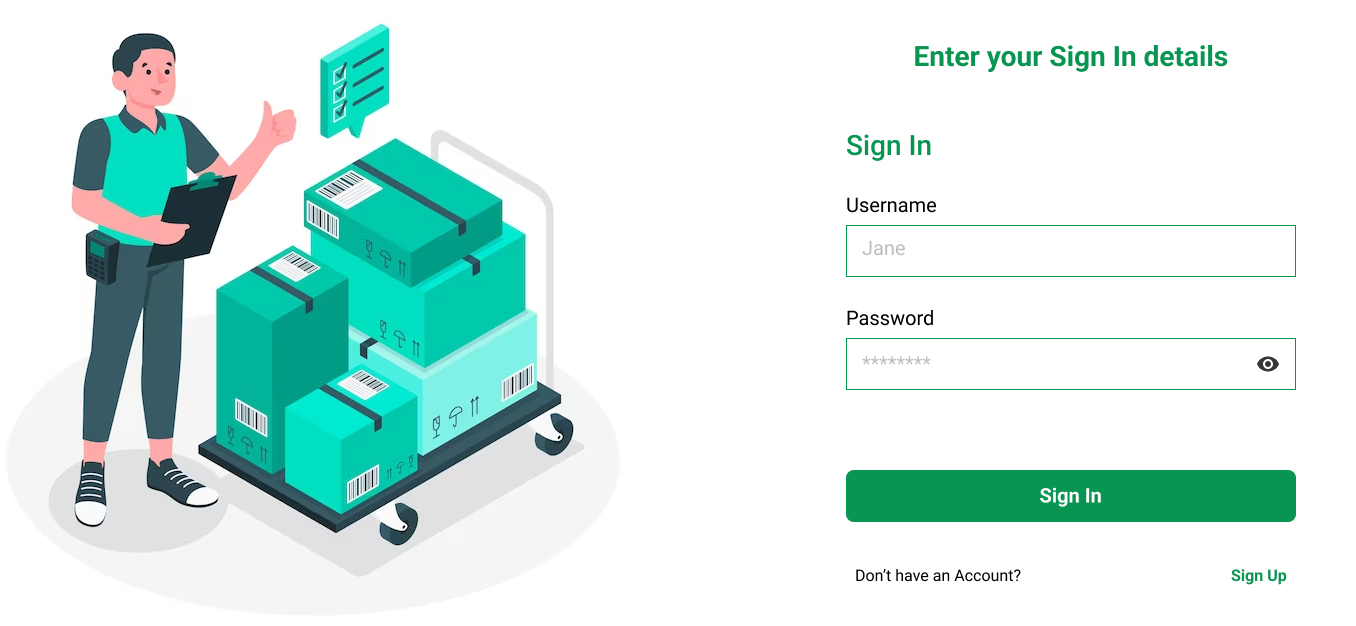 Enter your Sign In details
Sign In
Username
Jane
Password
********
Sign In
Don’t have an Account?
Sign Up